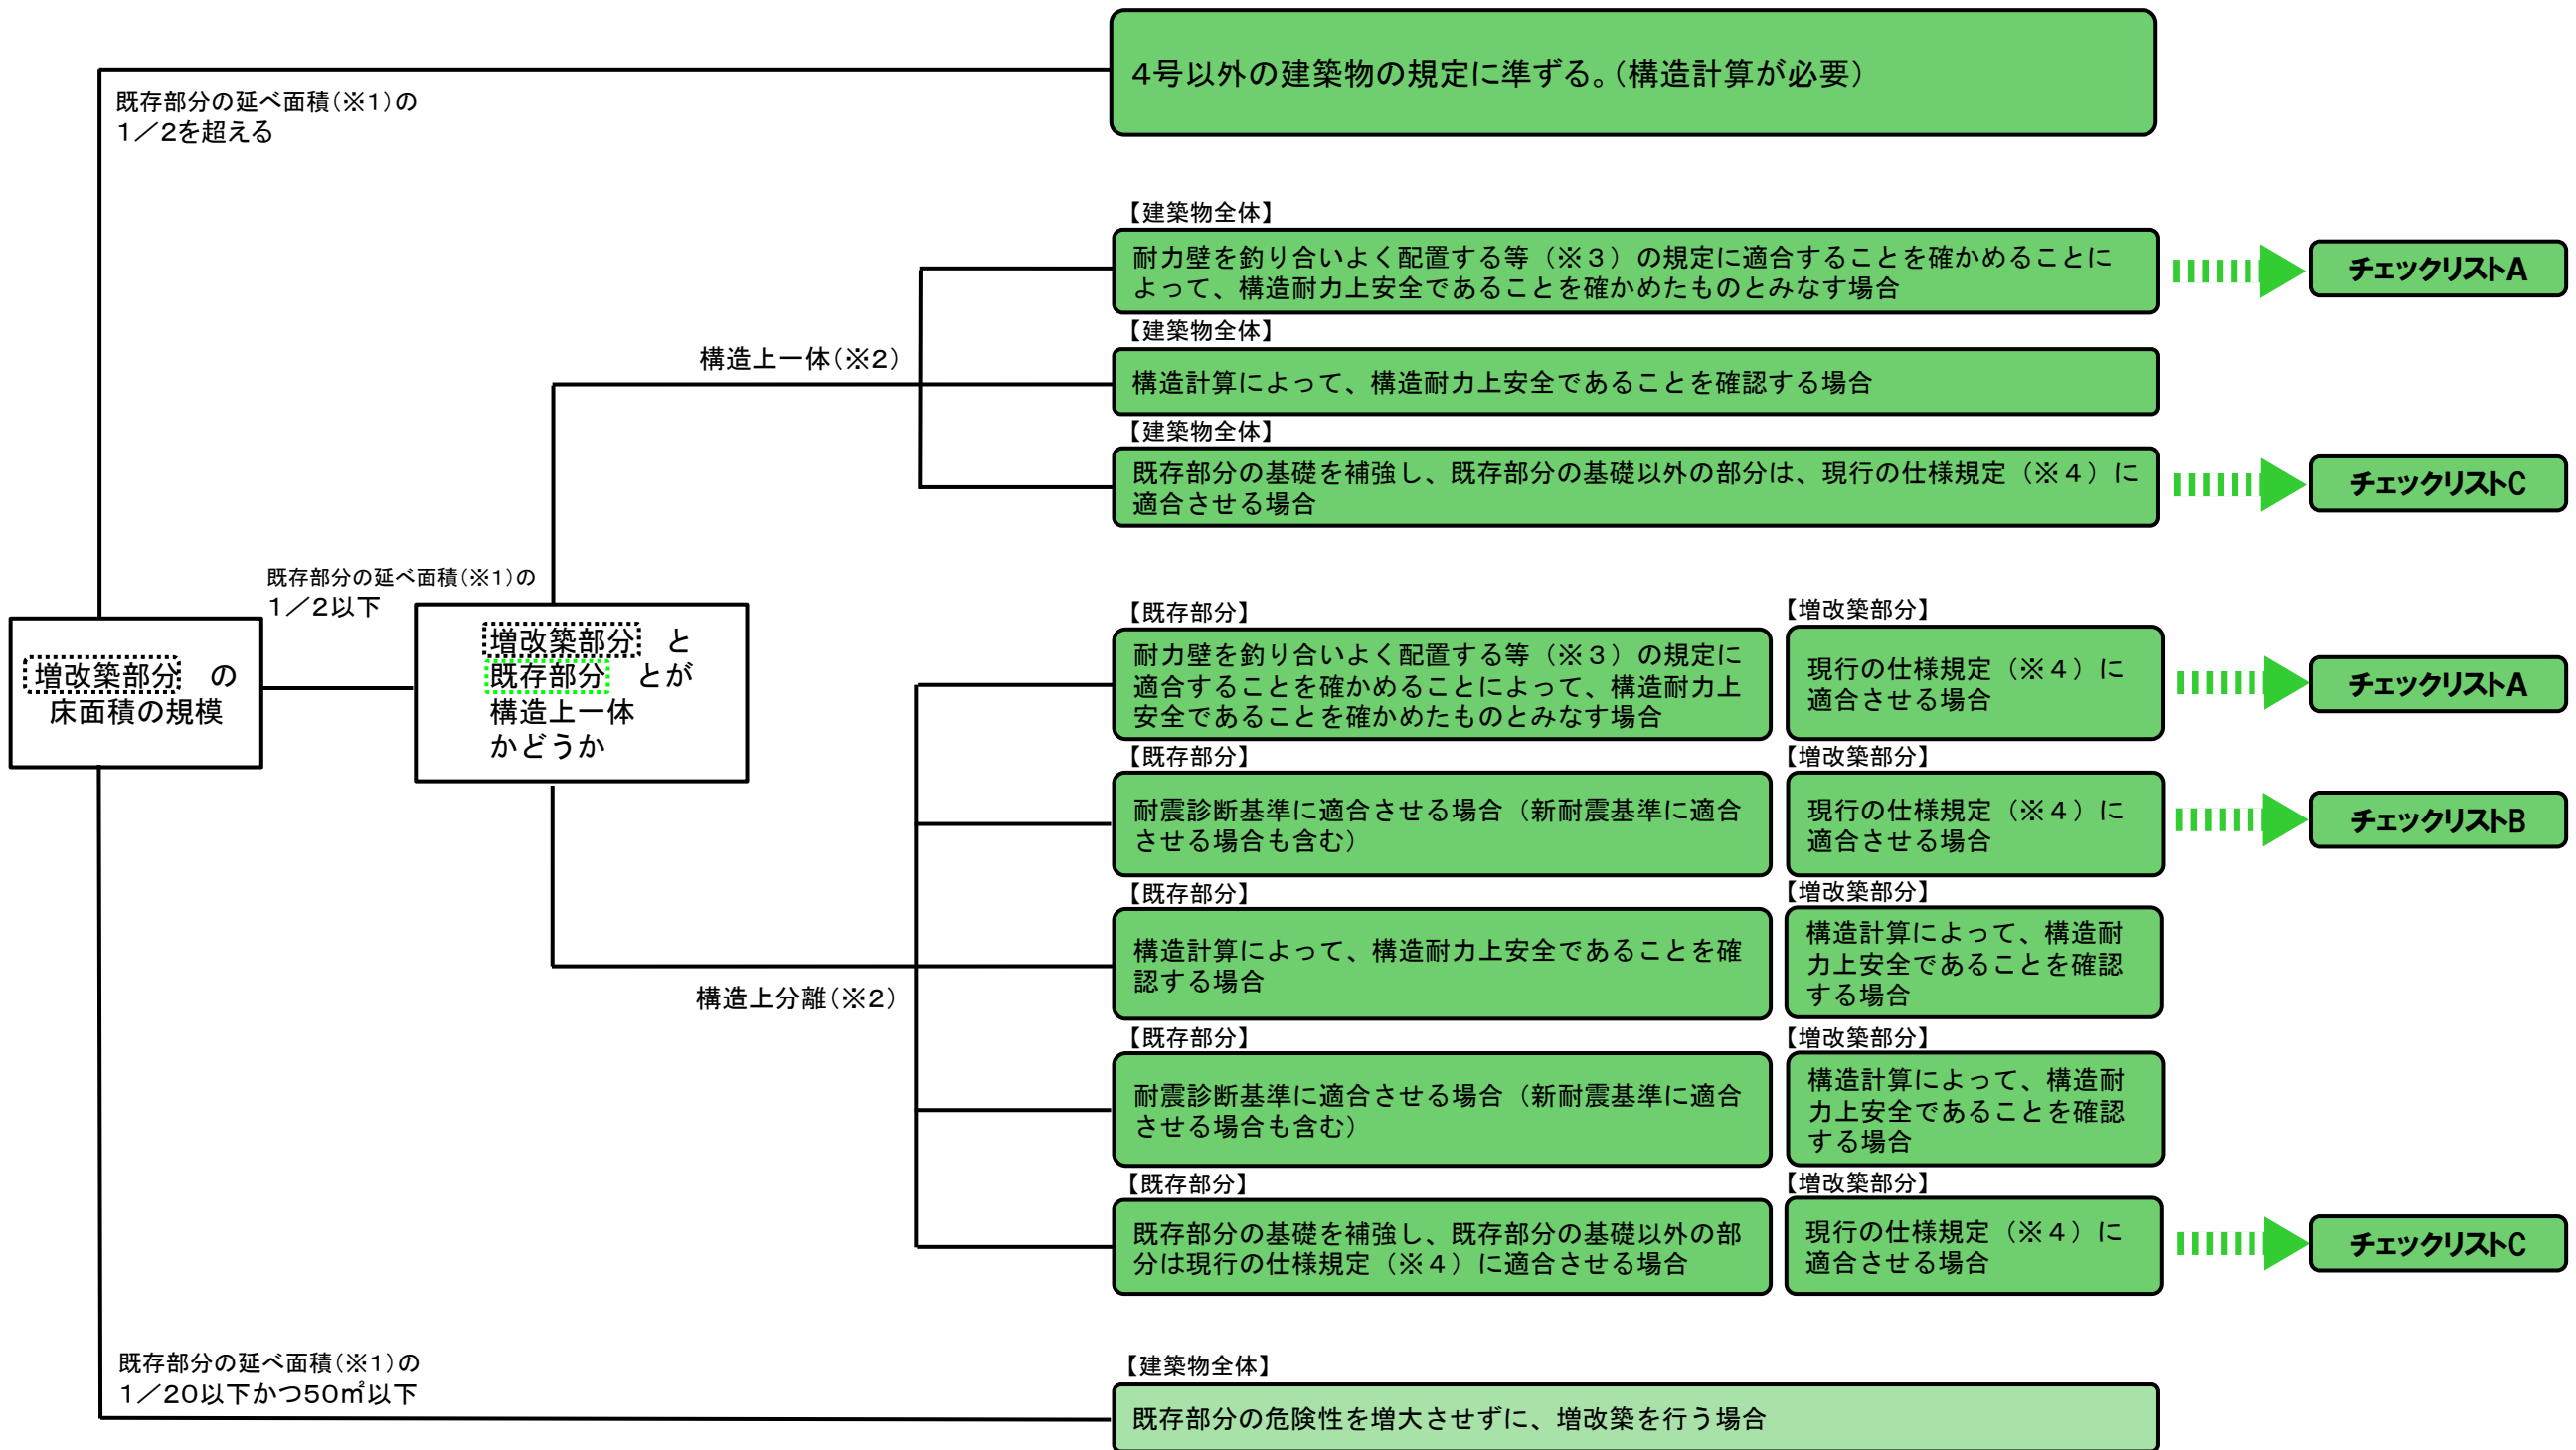 4号以外の建築物の規定に準ずる。（構造計算が必要）
既存部分の延べ面積（※1）の
1／2を超える
【建築物全体】
耐力壁を釣り合いよく配置する等（※３）の規定に適合することを確かめることに
よって、構造耐力上安全であることを確かめたものとみなす場合
チェックリストA
【建築物全体】
構造上一体（※2）
構造計算によって、構造耐力上安全であることを確認する場合
【建築物全体】
既存部分の基礎を補強し、既存部分の基礎以外の部分は、現行の仕様規定（※４）に
適合させる場合
チェックリストC
既存部分の延べ面積（※1）の
1／2以下
増改築部分　の
床面積の規模
増改築部分　と
既存部分　とが
構造上一体
かどうか
【既存部分】
耐力壁を釣り合いよく配置する等（※３）の規定に
適合することを確かめることによって、構造耐力上
安全であることを確かめたものとみなす場合
【増改築部分】
現行の仕様規定（※４）に
適合させる場合
チェックリストA
【既存部分】
耐震診断基準に適合させる場合（新耐震基準に適合
させる場合も含む）
【増改築部分】
現行の仕様規定（※４）に
適合させる場合
チェックリストB
【既存部分】
構造計算によって、構造耐力上安全であることを確
認する場合
【増改築部分】
構造計算によって、構造耐
力上安全であることを確認
する場合
構造上分離（※2）
【既存部分】
耐震診断基準に適合させる場合（新耐震基準に適合
させる場合も含む）
【増改築部分】
構造計算によって、構造耐
力上安全であることを確認
する場合
【既存部分】
既存部分の基礎を補強し、既存部分の基礎以外の部
分は現行の仕様規定（※４）に適合させる場合
【増改築部分】
現行の仕様規定（※４）に
適合させる場合
チェックリストC
既存部分の延べ面積（※1）の
1／20以下かつ50㎡以下
【建築物全体】
既存部分の危険性を増大させずに、増改築を行う場合